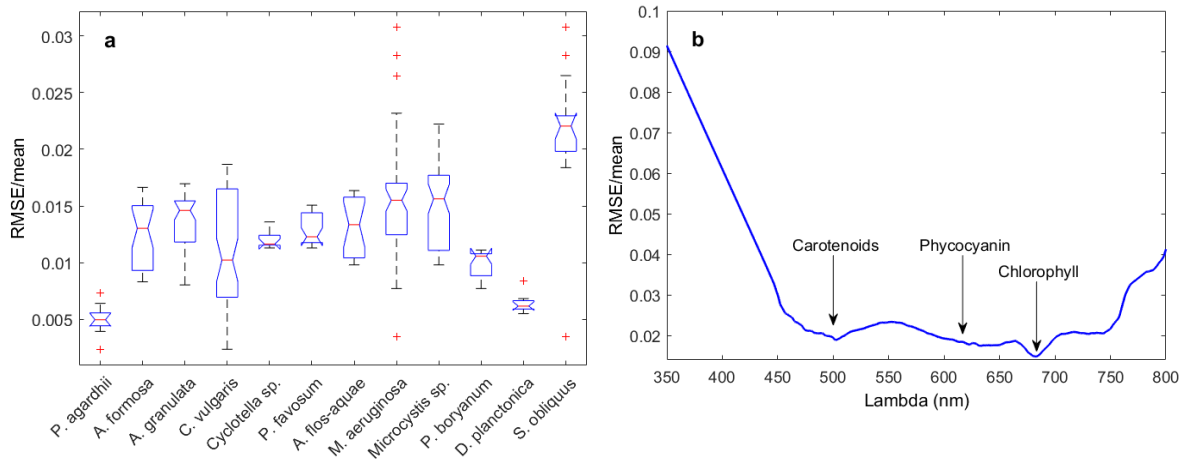 a
0.03
0.025
0.02
0.015
0.01
0.005
RMSE/mean
P. agardhii
A. formosa
A. granulata
C. vulgaris
Cyclotella sp.
P. favosum
A. flos-aquae
M. aeruginosa
Microcystis sp.
P. boryanum
D. planctonica
S. obliquus
b
0.1
0.09
0.08
0.07
0.06
0.05
0.04
0.03
0.02
RMSE/mean
Carotenoids
Phycocyanin
Chlorophyll
350 400 450 500 550 600 650 700 750 800
Lambda (nm)